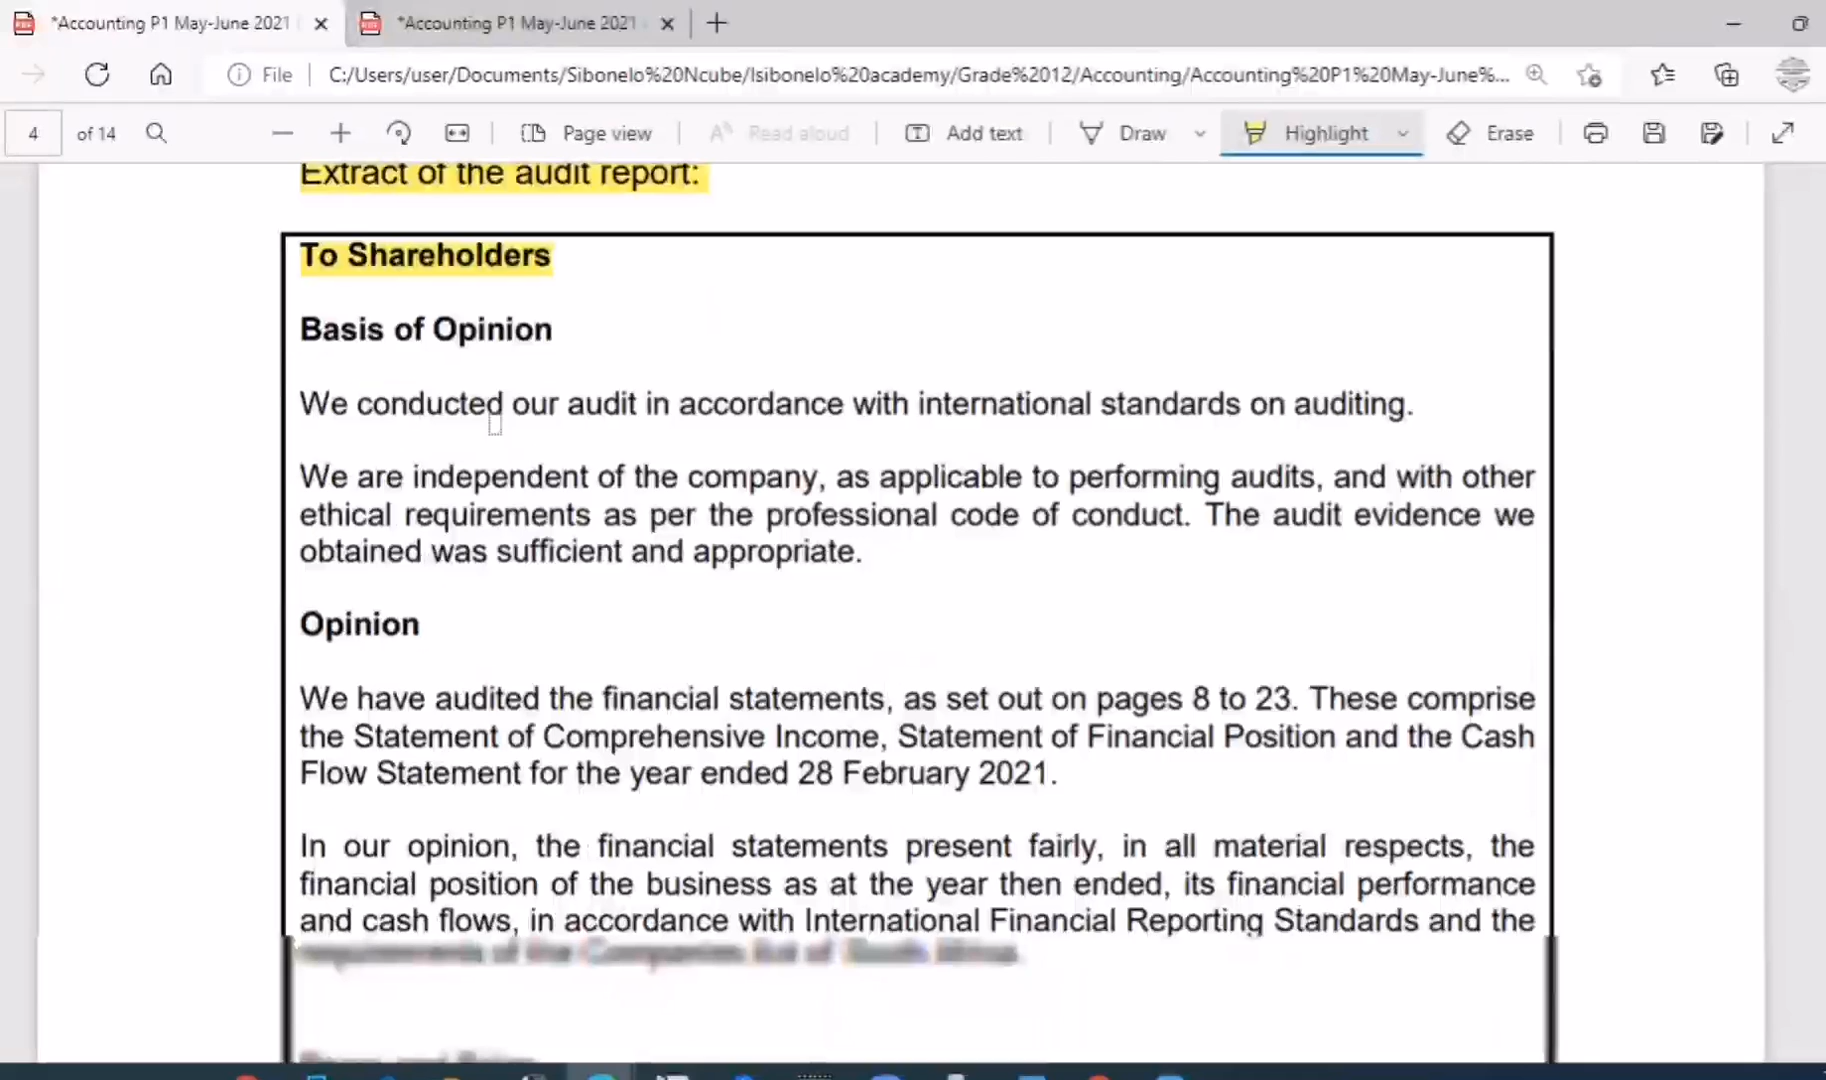 *Accounting P1 May-June 2021
*Accounting P1 May-June 2021
File
C:/Users/user/Documents/Sibonelo%20Ncube/Isibonelo%20academy/Grade%2012/Accounting/Accounting%20P1%20May-June%...
4 of 14
Page view
Read aloud
Add text
Draw
Highlight
Erase
Extract of the audit report:
To Shareholders
Basis of Opinion
We conducted our audit in accordance with international standards on auditing.
We are independent of the company, as applicable to performing audits, and with other
ethical requirements as per the professional code of conduct. The audit evidence we
obtained was sufficient and appropriate.
Opinion
We have audited the financial statements, as set out on pages 8 to 23. These comprise
the Statement of Comprehensive Income, Statement of Financial Position and the Cash
Flow Statement for the year ended 28 February 2021.
In our opinion, the financial statements present fairly, in all material respects, the
financial position of the business as at the year then ended, its financial performance
and cash flows, in accordance with International Financial Reporting Standards and the
requirements of the Companies Act of South Africa.